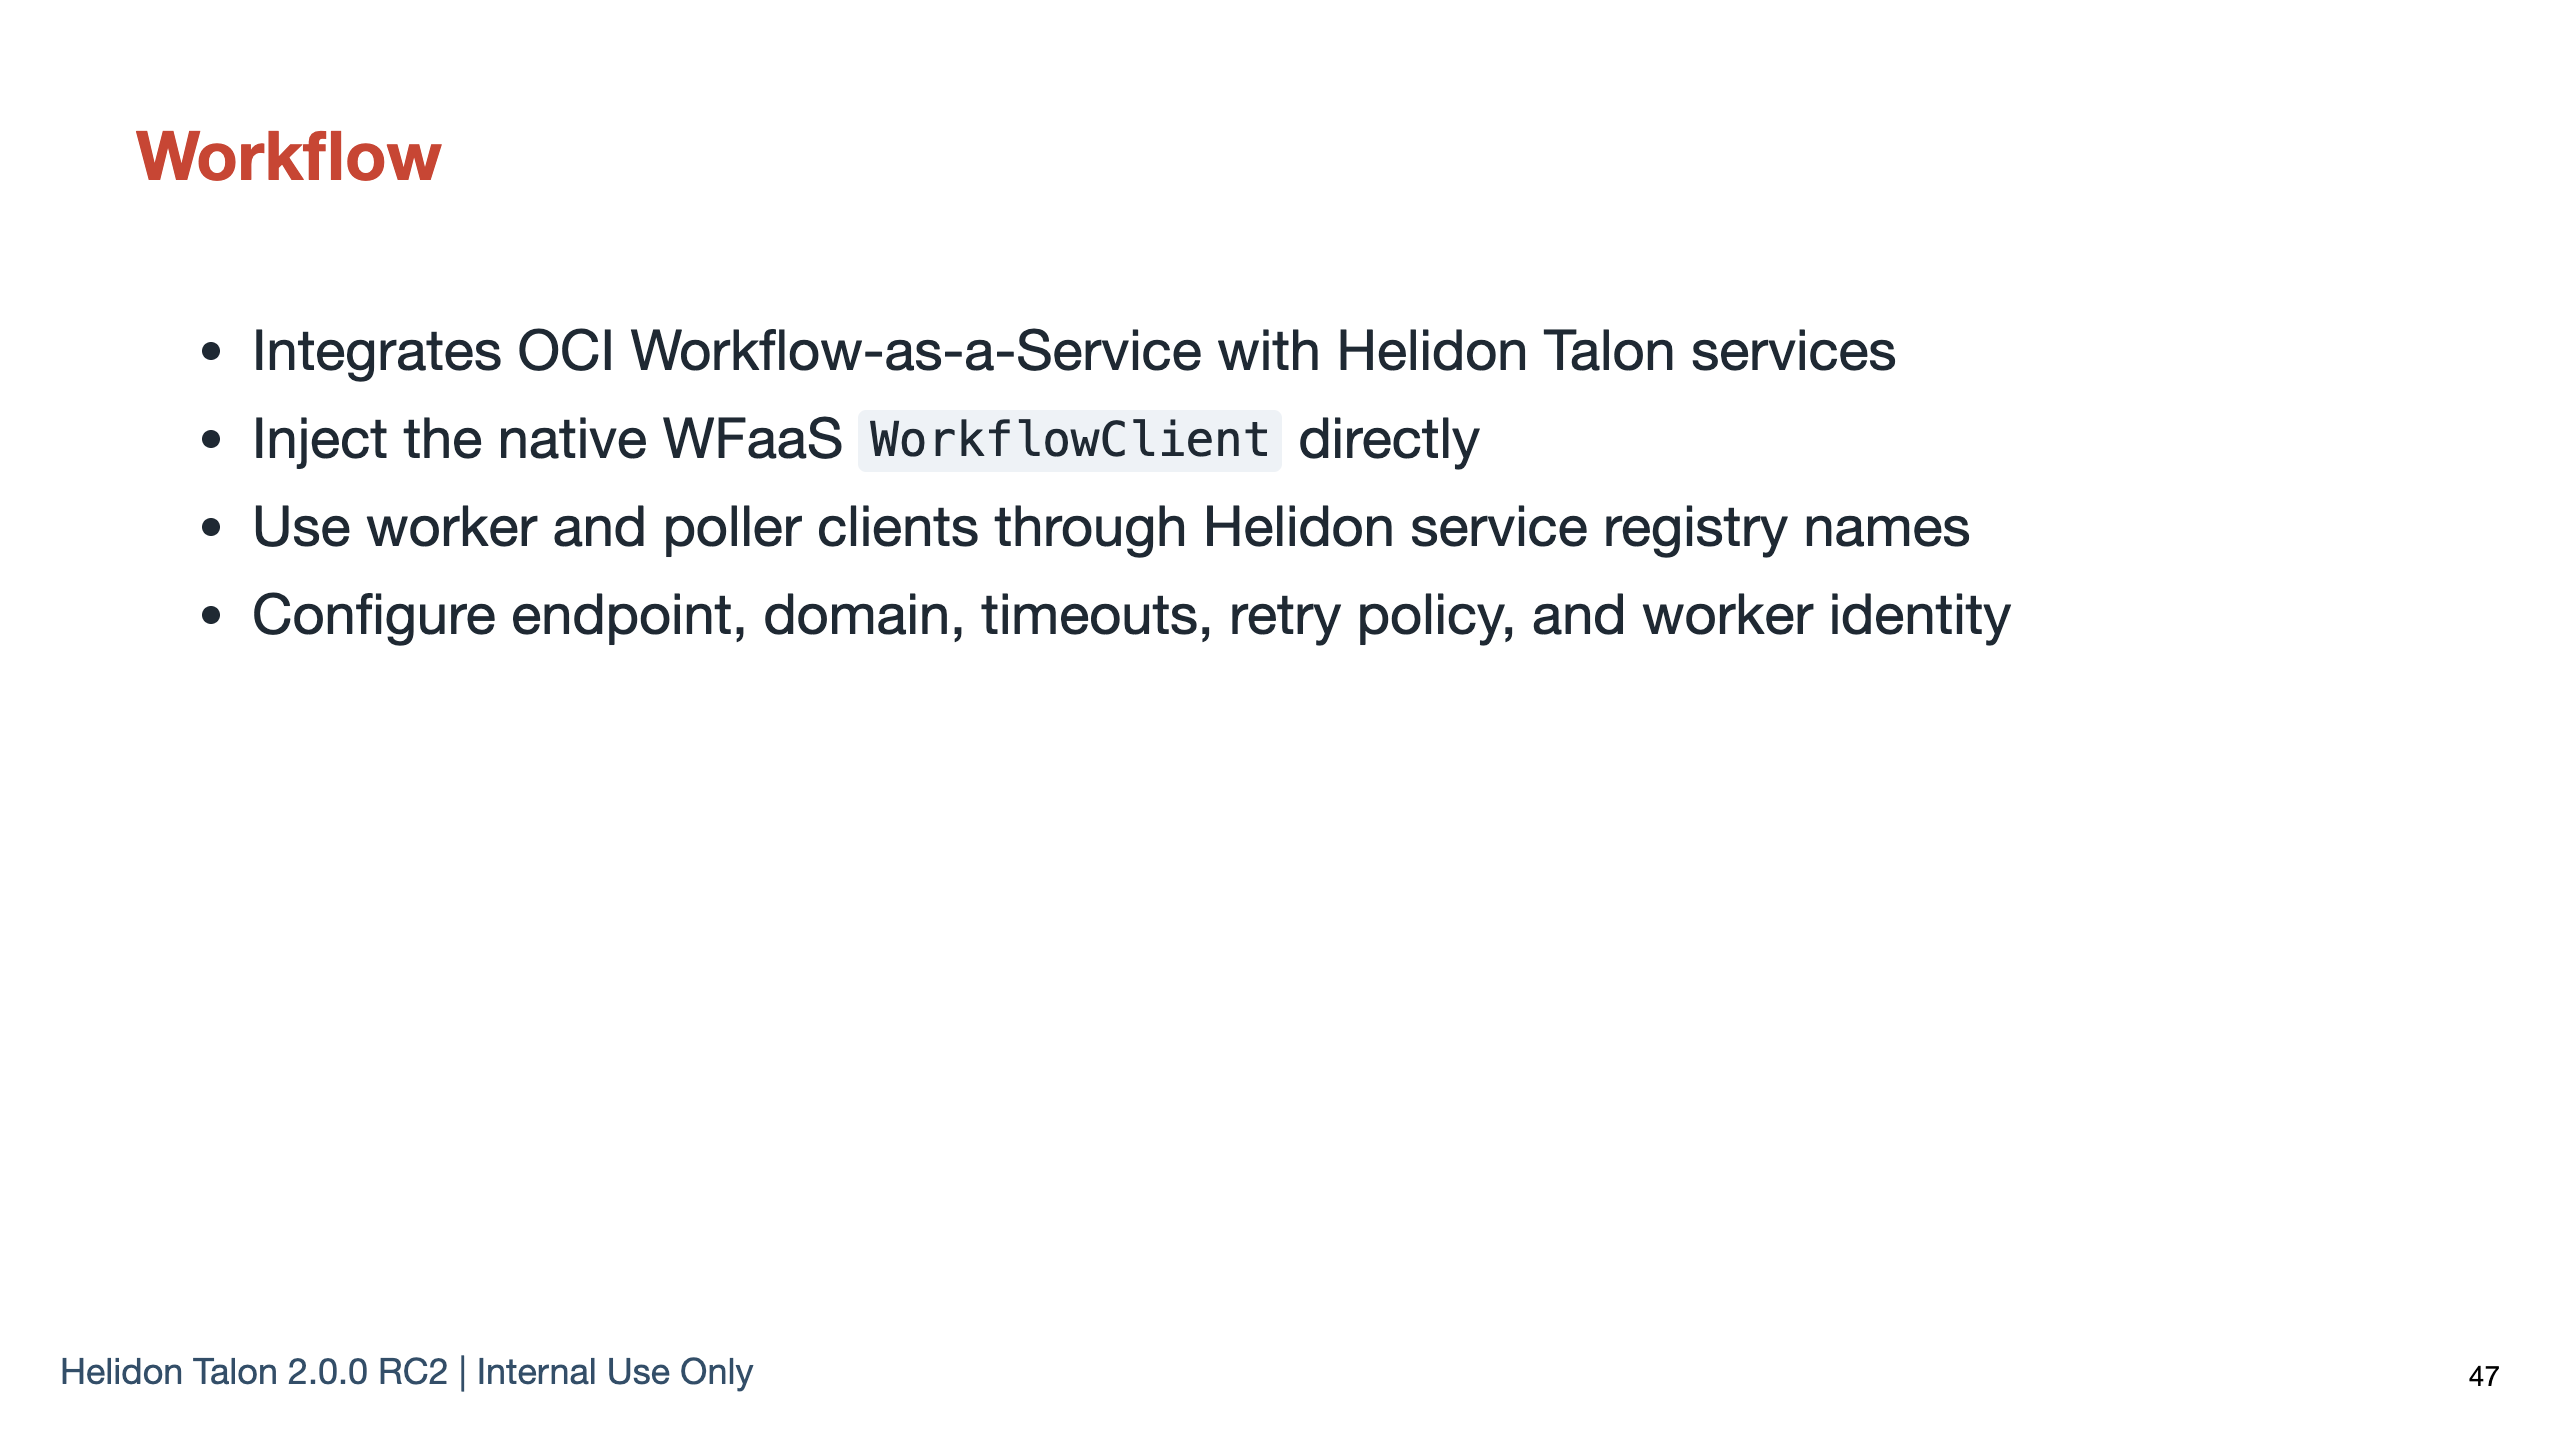 Workflow
• Integrates OCI Workflow-as-a-Service with Helidon Talon services
• Inject the native WFaaS WorkflowClient directly
• Use worker and poller clients through Helidon service registry names
• Configure endpoint, domain, timeouts, retry policy, and worker identity
Helidon Talon 2.0.0 RC2 | Internal Use Only
47